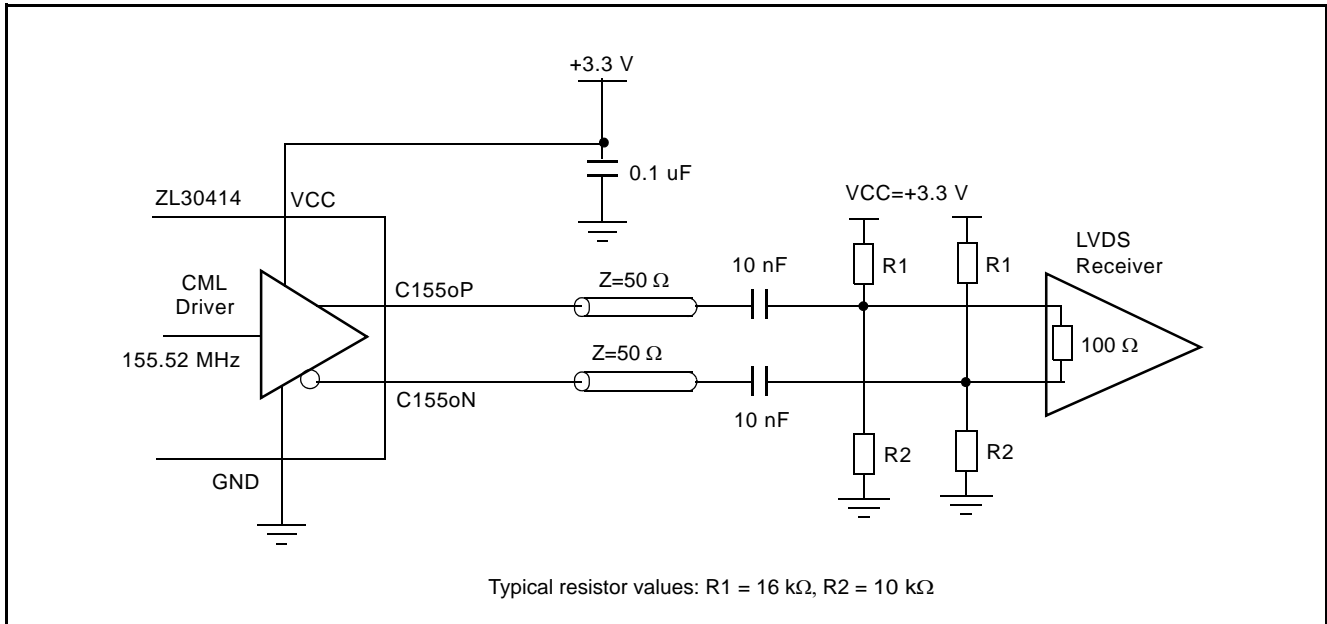 +3.3 V
0.1 uF
ZL30414
VCC
VCC=+3.3 V
LVDS
Receiver
R1
R1
10 nF
CML
Driver
C155oP
Z=50 Ω
100 Ω
155.52 MHz
Z=50 Ω
C155oN
10 nF
R2
R2
GND
Typical resistor values: R1 = 16 kΩ, R2 = 10 kΩ